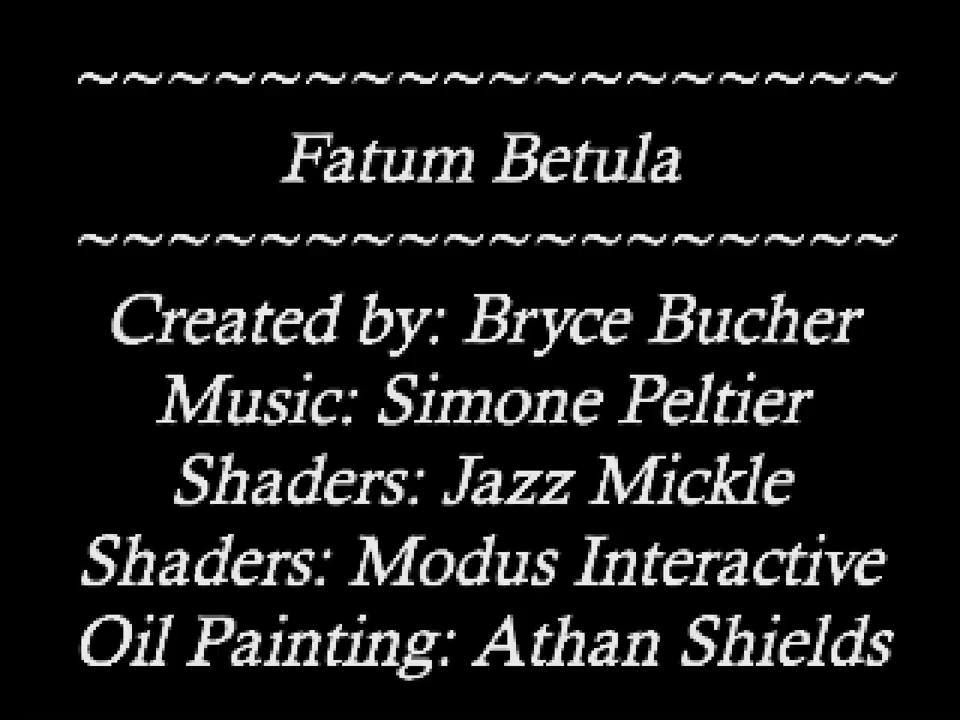 ~~~~~~~~~~~~~~~~~~
Fatum Betula
~~~~~~~~~~~~~~~~~~
Created by: Bryce Bucher
Music: Simone Peltier
Shaders: Jazz Mickle
Shaders: Modus Interactive
Oil Painting: Athan Shields